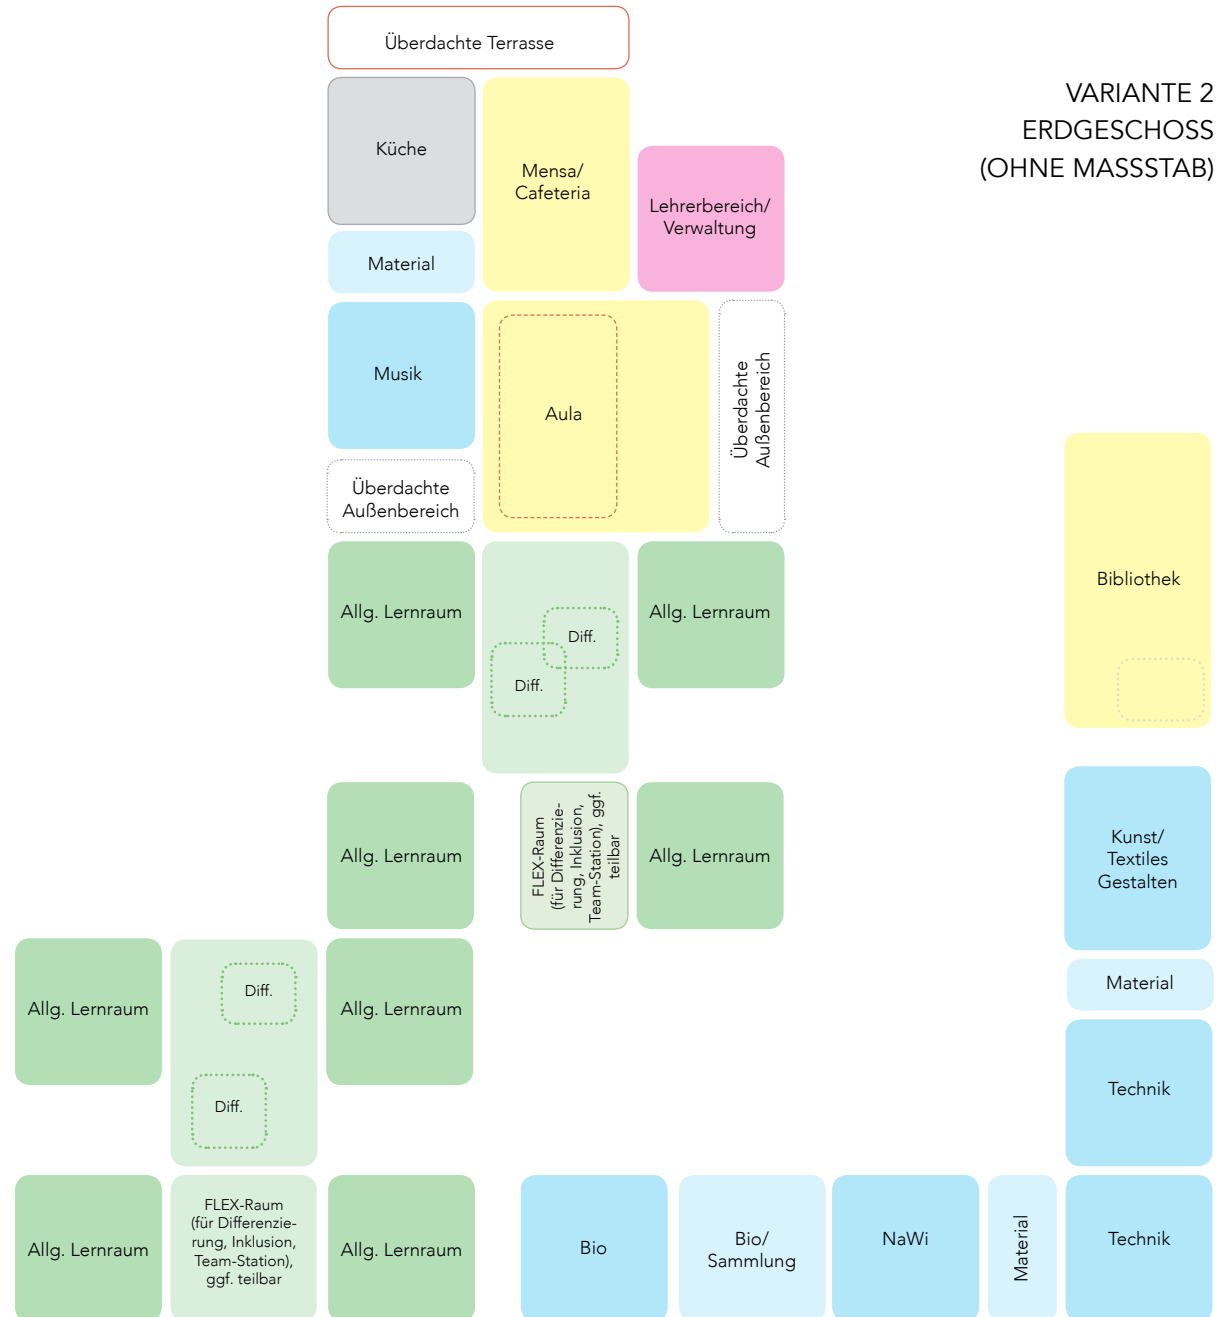 Überdachte Terrasse
VARIANTE 2
ERDGESCHOSS
(OHNE MASSSTAB)
Küche
Mensa/
Cafeteria
Lehrerbereich/
Verwaltung
Material
Musik
Aula
Überdachte
Außenbereich
Überdachte
Außenbereich
Bibliothek
Allg. Lernraum
Diff.
Diff.
Allg. Lernraum
Allg. Lernraum
FLEX-Raum
(für Differenzie-
rung, Inklusion,
Team-Station), ggf.
teilbar
Allg. Lernraum
Kunst/
Textiles
Gestalten
Material
Allg. Lernraum
Diff.
Diff.
Allg. Lernraum
Technik
Allg. Lernraum
FLEX-Raum
(für Differenzie-
rung, Inklusion,
Team-Station),
ggf. teilbar
Allg. Lernraum
Bio
Bio/
Sammlung
NaWi
Material
Technik